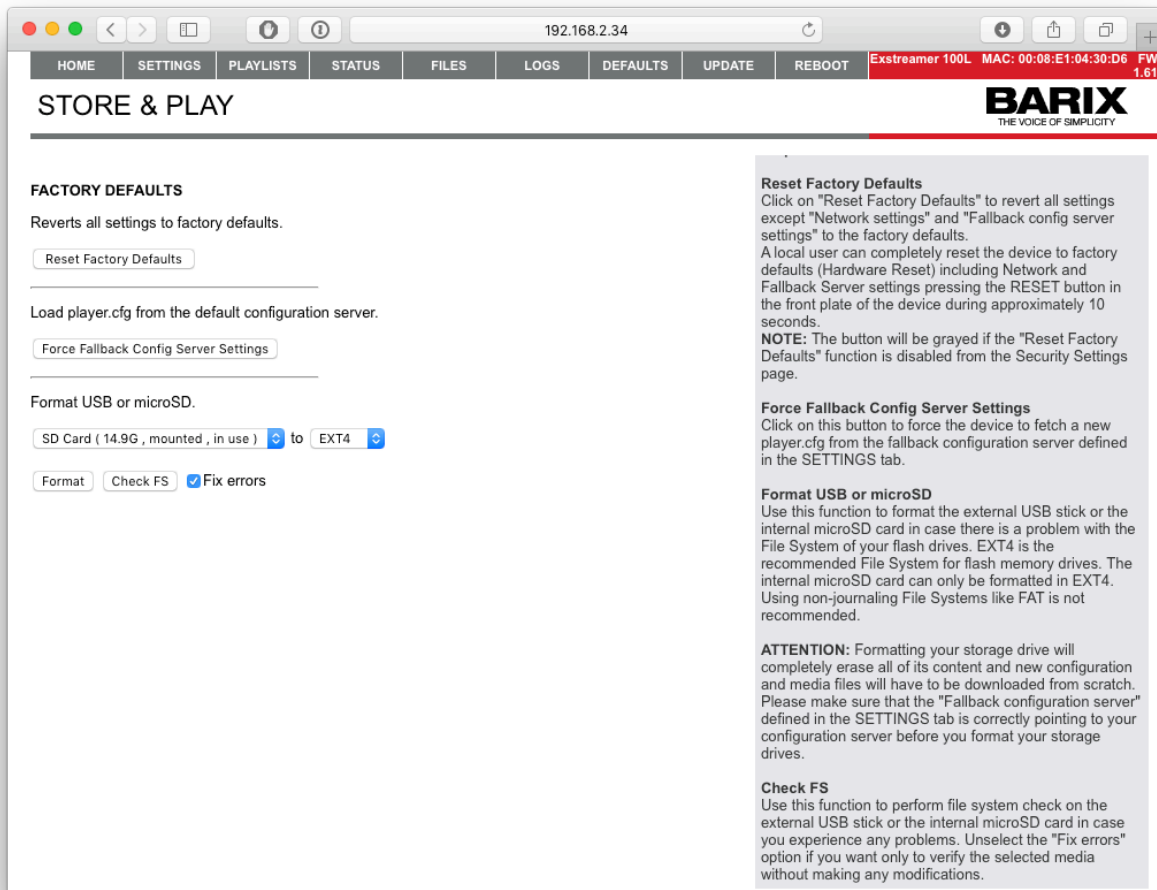 192.168.2.34
HOME SETTINGS PLAYLISTS STATUS FILES LOGS DEFAULTS UPDATE REBOOT Exstreamer 100L MAC: 00:08:E1:04:30:D6 FW
1.61
STORE & PLAY
BARIX
THE VOICE OF SIMPLICITY
FACTORY DEFAULTS
Reverts all settings to factory defaults.
Reset Factory Defaults
Load player.cfg from the default configuration server.
Force Fallback Config Server Settings
Format USB or microSD.
SD Card ( 14.9G , mounted , in use ) to EXT4
Format Check FS Fix errors
Reset Factory Defaults
Click on "Reset Factory Defaults" to revert all settings
except "Network settings" and "Fallback config server
settings" to the factory defaults.
A local user can completely reset the device to factory
defaults (Hardware Reset) including Network and
Fallback Server settings pressing the RESET button in
the front plate of the device during approximately 10
seconds.
NOTE: The button will be grayed if the "Reset Factory
Defaults" function is disabled from the Security Settings
page.
Force Fallback Config Server Settings
Click on this button to force the device to fetch a new
player.cfg from the fallback configuration server defined
in the SETTINGS tab.
Format USB or microSD
Use this function to format the external USB stick or the
internal microSD card in case there is a problem with the
File System of your flash drives. EXT4 is the
recommended File System for flash memory drives. The
internal microSD card can only be formatted in EXT4.
Using non-journaling File Systems like FAT is not
recommended.
ATTENTION: Formatting your storage drive will
completely erase all of its content and new configuration
and media files will have to be downloaded from scratch.
Please make sure that the "Fallback configuration server"
defined in the SETTINGS tab is correctly pointing to your
configuration server before you format your storage
drives.
Check FS
Use this function to perform file system check on the
external USB stick or the internal microSD card in case
you experience any problems. Unselect the "Fix errors"
option if you want only to verify the selected media
without making any modifications.